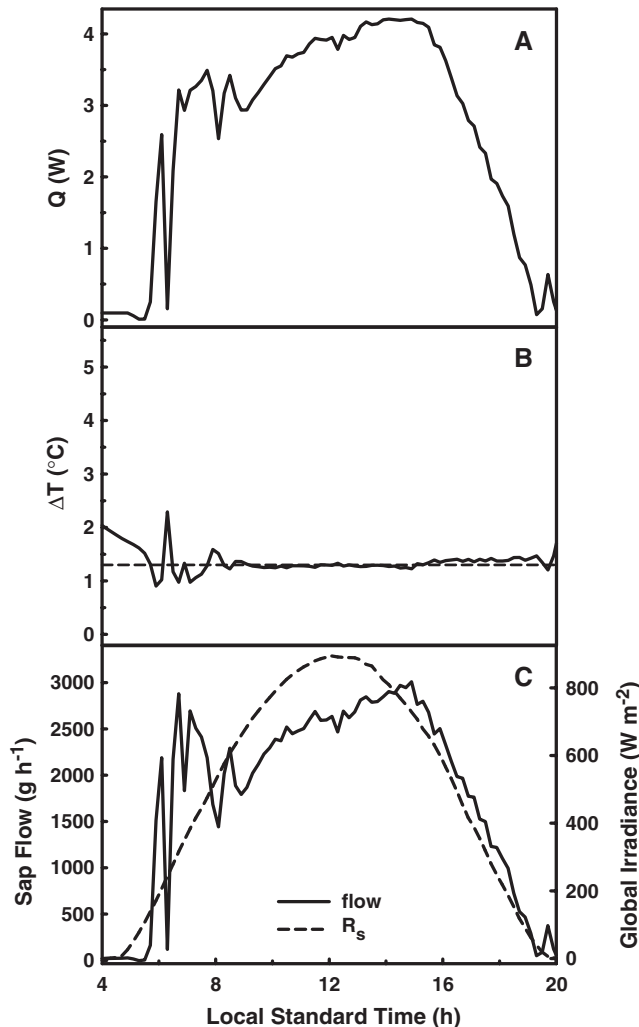 A
Q (W)
4
3
2
1
0
B
ΔT (°C)
5
4
3
2
1
0
C
Sap Flow (g h-1)
3000
2500
2000
1500
1000
500
0
Global Irradiance (W m-2)
800
600
400
200
0
flow
Rs
4 8 12 16 20
Local Standard Time (h)